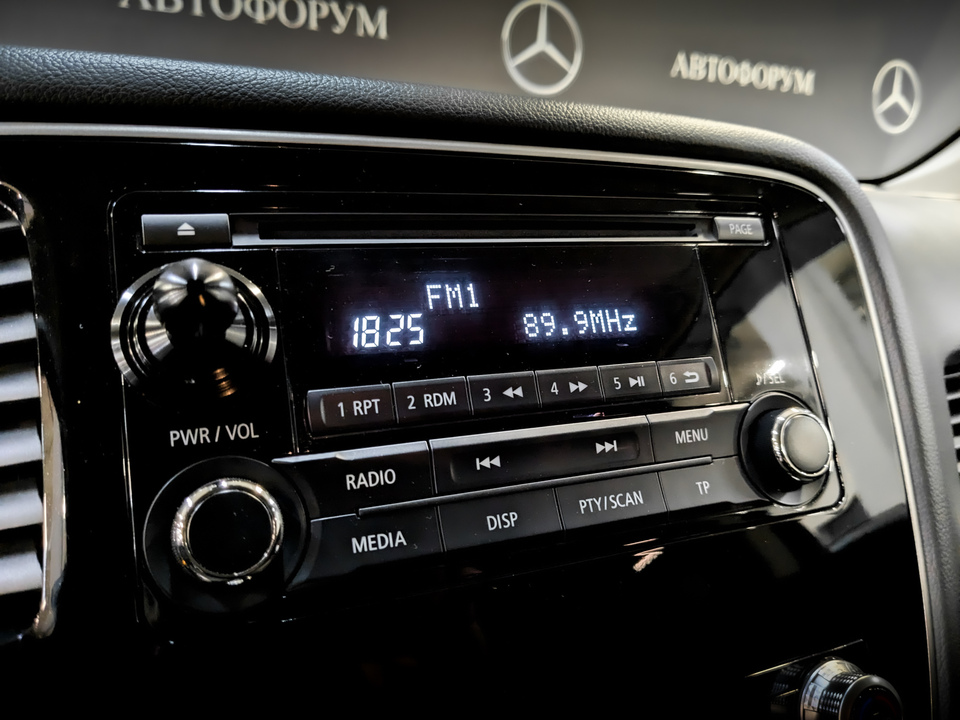 АВТОФОРУМ
АВТОФОРУМ
PAGE
FM1
1825 89.9MHz
1 RPT 2 RDM 3 4 5 6
♪/SEL
PWR / VOL
RADIO MENU
MEDIA DISP PTY/SCAN TP